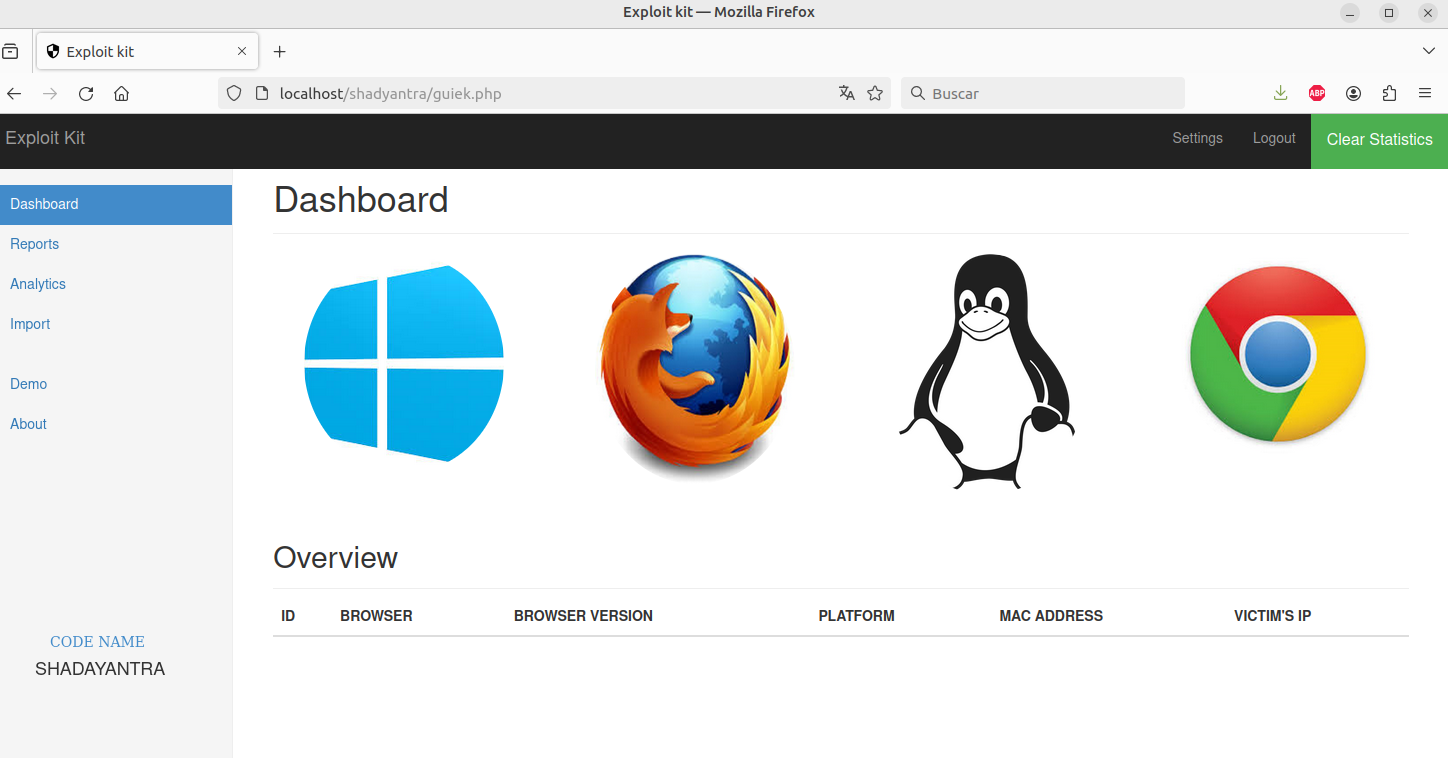 Exploit kit — Mozilla Firefox
Exploit kit
localhost/shadyantra/guiek.php
Buscar
ABP
Exploit Kit
Settings
Logout
Clear Statistics
Dashboard
Reports
Analytics
Import
Demo
About
CODE NAME
SHADAYANTRA
Dashboard
Overview
ID BROWSER BROWSER VERSION PLATFORM MAC ADDRESS VICTIM'S IP